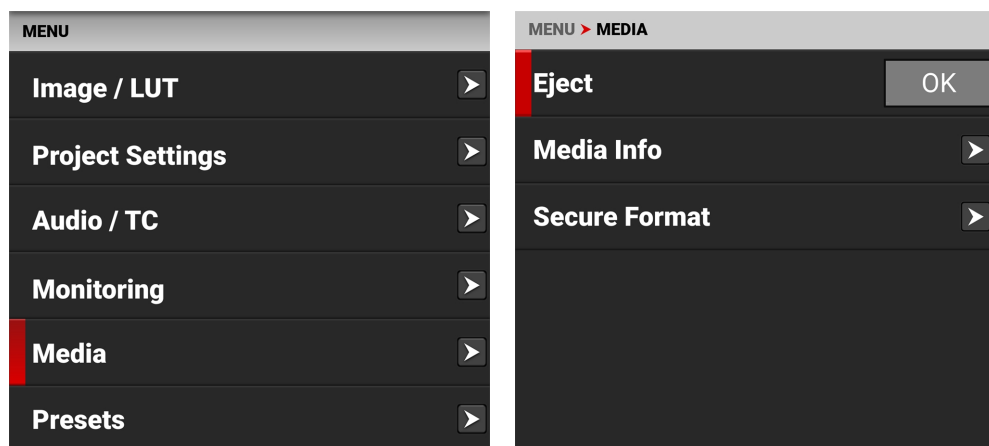 MENU
Image / LUT
Project Settings
Audio / TC
Monitoring
Media
Presets
MENU ➤ MEDIA
Eject OK
Media Info
Secure Format